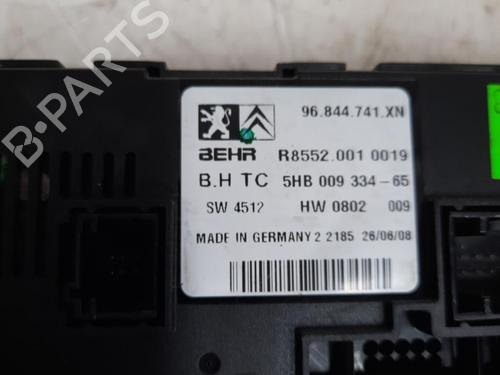 96.844.741.XN
BEHR R8552.001 0019
B.H TC 5HB 009 334-65
SW 4512 HW 0802 009
MADE IN GERMANY 2 2185 26/06/08
B-PARTS